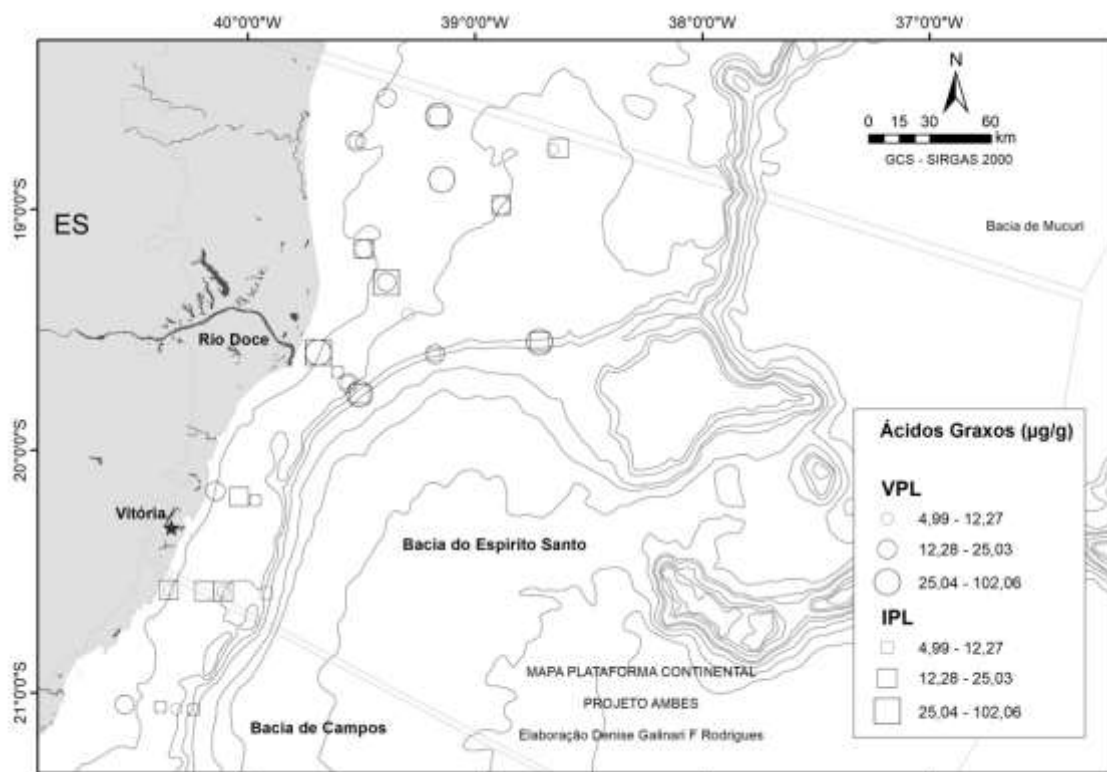 40°0'0"W 39°0'0"W 38°0'0"W 37°0'0"W
N
0 15 30 60
km
GCS - SIRGAS 2000
19°0'0"S
ES
Bacia de Mucuri
Rio Doce
20°0'0"S
Vitória
Bacia do Espirito Santo
21°0'0"S
Bacia de Campos
MAPA PLATAFORMA CONTINENTAL
PROJETO AMBES
Elaboração Denise Galinari F Rodrigues
Ácidos Graxos (µg/g)
VPL
4,99 - 12,27
12,28 - 25,03
25,04 - 102,06
IPL
4,99 - 12,27
12,28 - 25,03
25,04 - 102,06